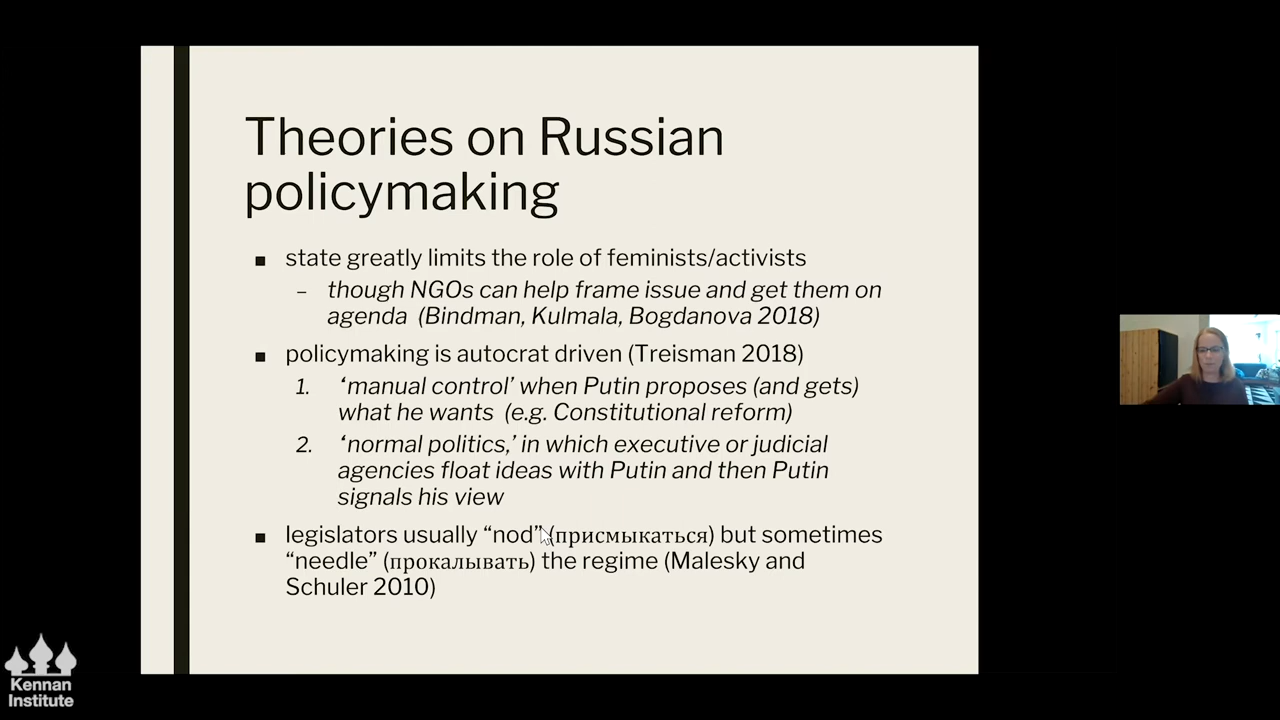 Theories on Russian
policymaking
■ state greatly limits the role of feminists/activists
– though NGOs can help frame issue and get them on
agenda (Bindman, Kulmala, Bogdanova 2018)
■ policymaking is autocrat driven (Treisman 2018)
1. ‘manual control’ when Putin proposes (and gets)
what he wants (e.g. Constitutional reform)
2. ‘normal politics,’ in which executive or judicial
agencies float ideas with Putin and then Putin
signals his view
■ legislators usually “nod” (присмыкаться) but sometimes
“needle” (прокалывать) the regime (Malesky and
Schuler 2010)
Kennan
Institute